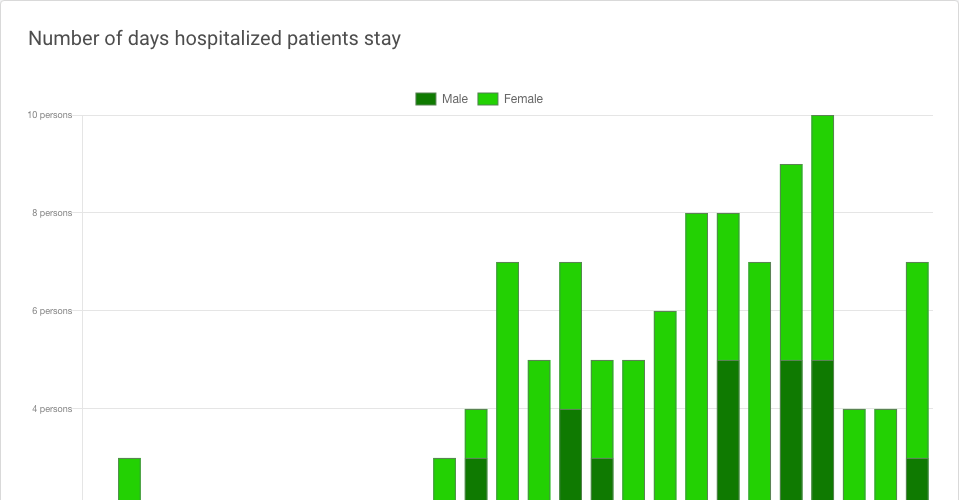 Number of days hospitalized patients stay
Male Female
10 persons
8 persons
6 persons
4 persons